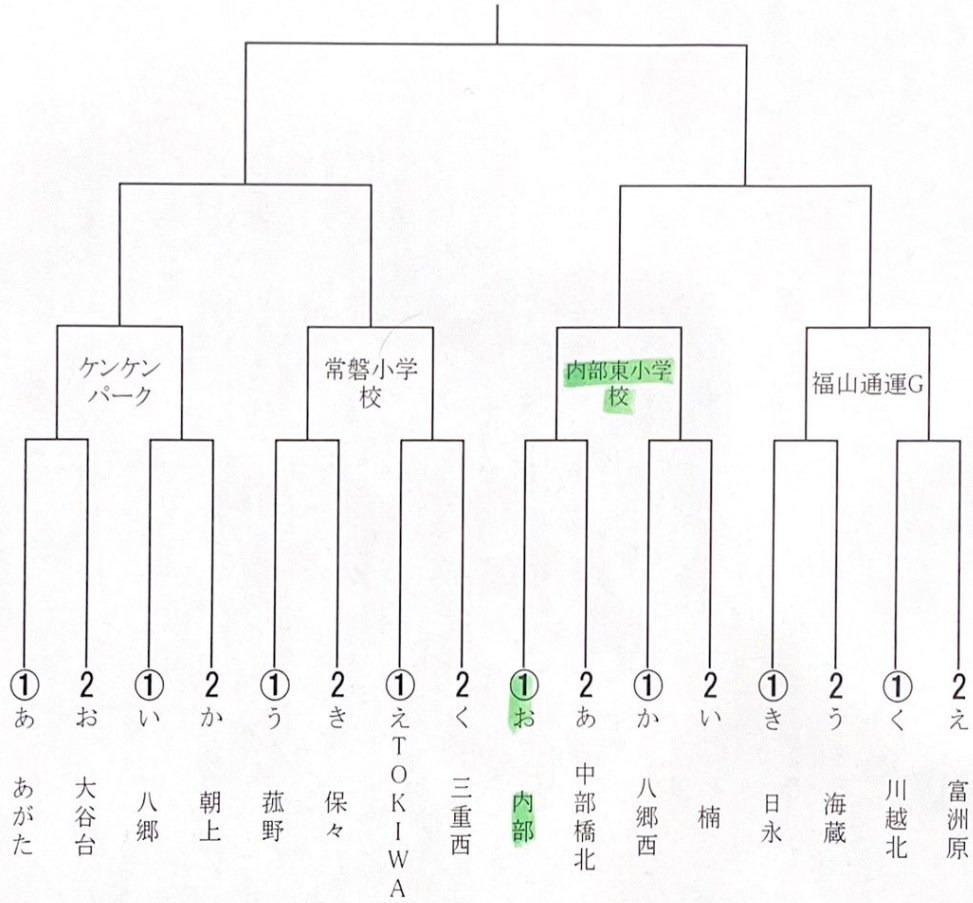 ケンケン
パーク
常磐小学
校
内部東小学
校
福山通運G
① 2 ① 2 ① 2 ① 2 ① 2 ① 2 ① 2 ① 2
あ お い か う き え く お あ か い き う く え
あがた
大谷台
八郷
朝上
菰野
保々
TOKIWA
三重西
内部
中部橋北
八郷西
楠
日永
海蔵
川越北
富洲原